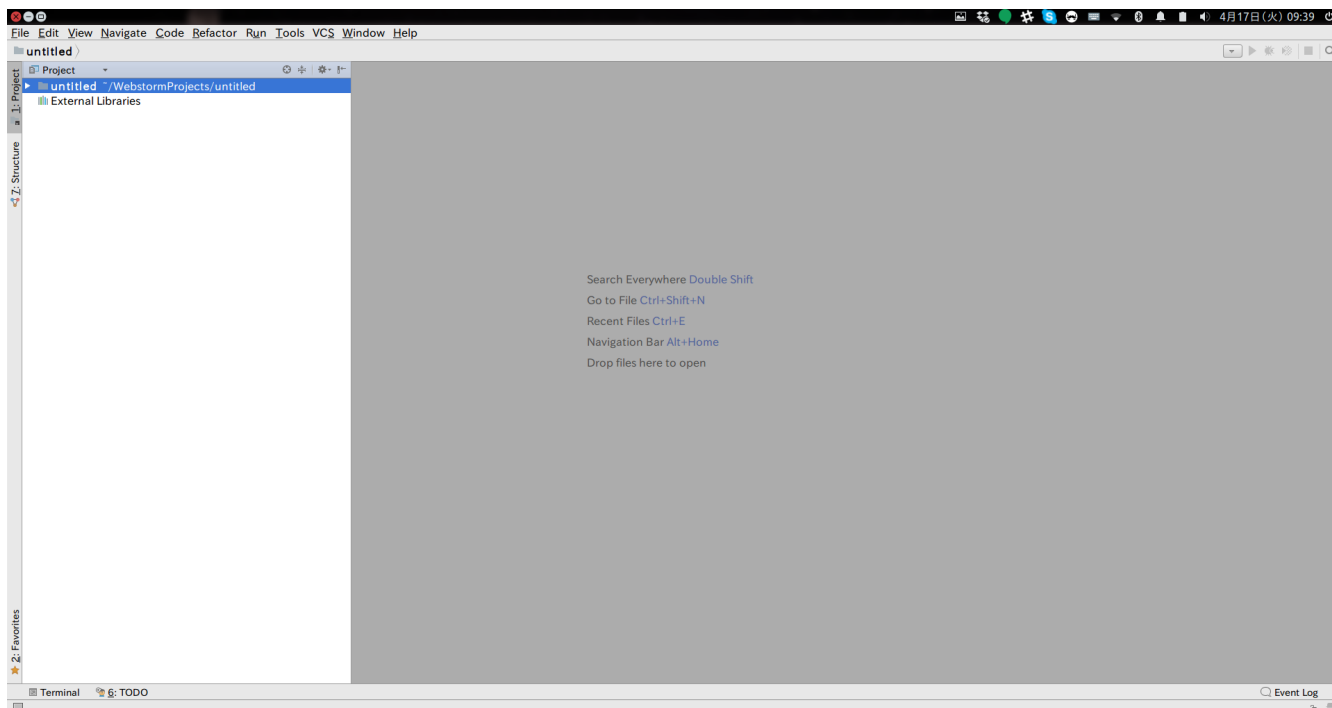 4月17日(火) 09:39
File Edit View Navigate Code Refactor Run Tools VCS Window Help
untitled
Project
untitled ~/WebstormProjects/untitled
External Libraries
1: Project
7: Structure
2: Favorites
Search Everywhere Double Shift
Go to File Ctrl+Shift+N
Recent Files Ctrl+E
Navigation Bar Alt+Home
Drop files here to open
Terminal 6: TODO Event Log